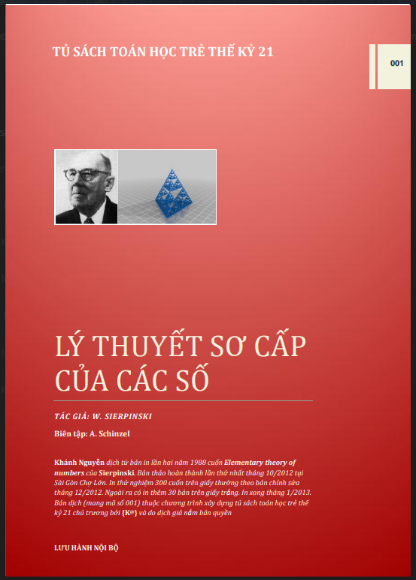 TỦ SÁCH TOÁN HỌC TRẺ THẾ KỶ 21
001
LÝ THUYẾT SƠ CẤP
CỦA CÁC SỐ
TÁC GIẢ: W. SIERPINSKI
Biên tập: A. Schinzel
Khánh Nguyễn dịch từ bản in lần hai năm 1988 cuốn Elementary theory of
numbers của Sierpinski. Bản thảo hoàn thành lần thứ nhất tháng 10/2012 tại
Sài Gòn Chợ Lớn. In thử nghiệm 300 cuốn trên giấy thường theo bản chỉnh sửa
tháng 12/2012. Ngoài ra có in thêm 30 bản trên giấy trắng. In xong tháng 1/2013.
Bản dịch (mang mã số 001) thuộc chương trình xây dựng tủ sách toán học trẻ thế
kỷ 21 chủ trương bởi và do dịch giả nắm bản quyền
LƯU HÀNH NỘI BỘ